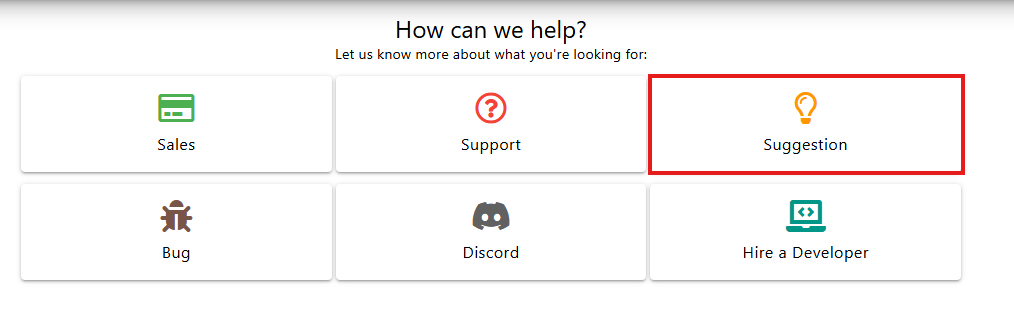 How can we help?
Let us know more about what you're looking for:
Sales
Support
Suggestion
Bug
Discord
Hire a Developer